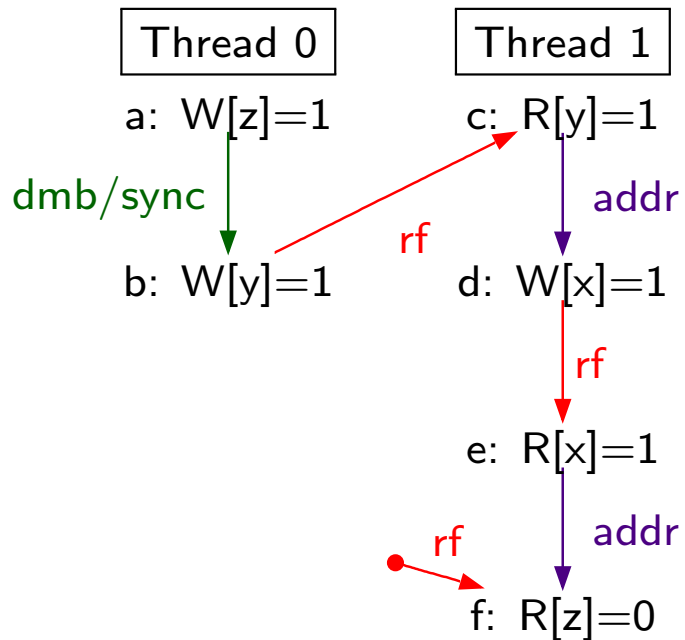 Thread 0
Thread 1
a: W[z]=1
c: R[y]=1
dmb/sync
addr
rf
b: W[y]=1
d: W[x]=1
rf
e: R[x]=1
addr
rf
f: R[z]=0